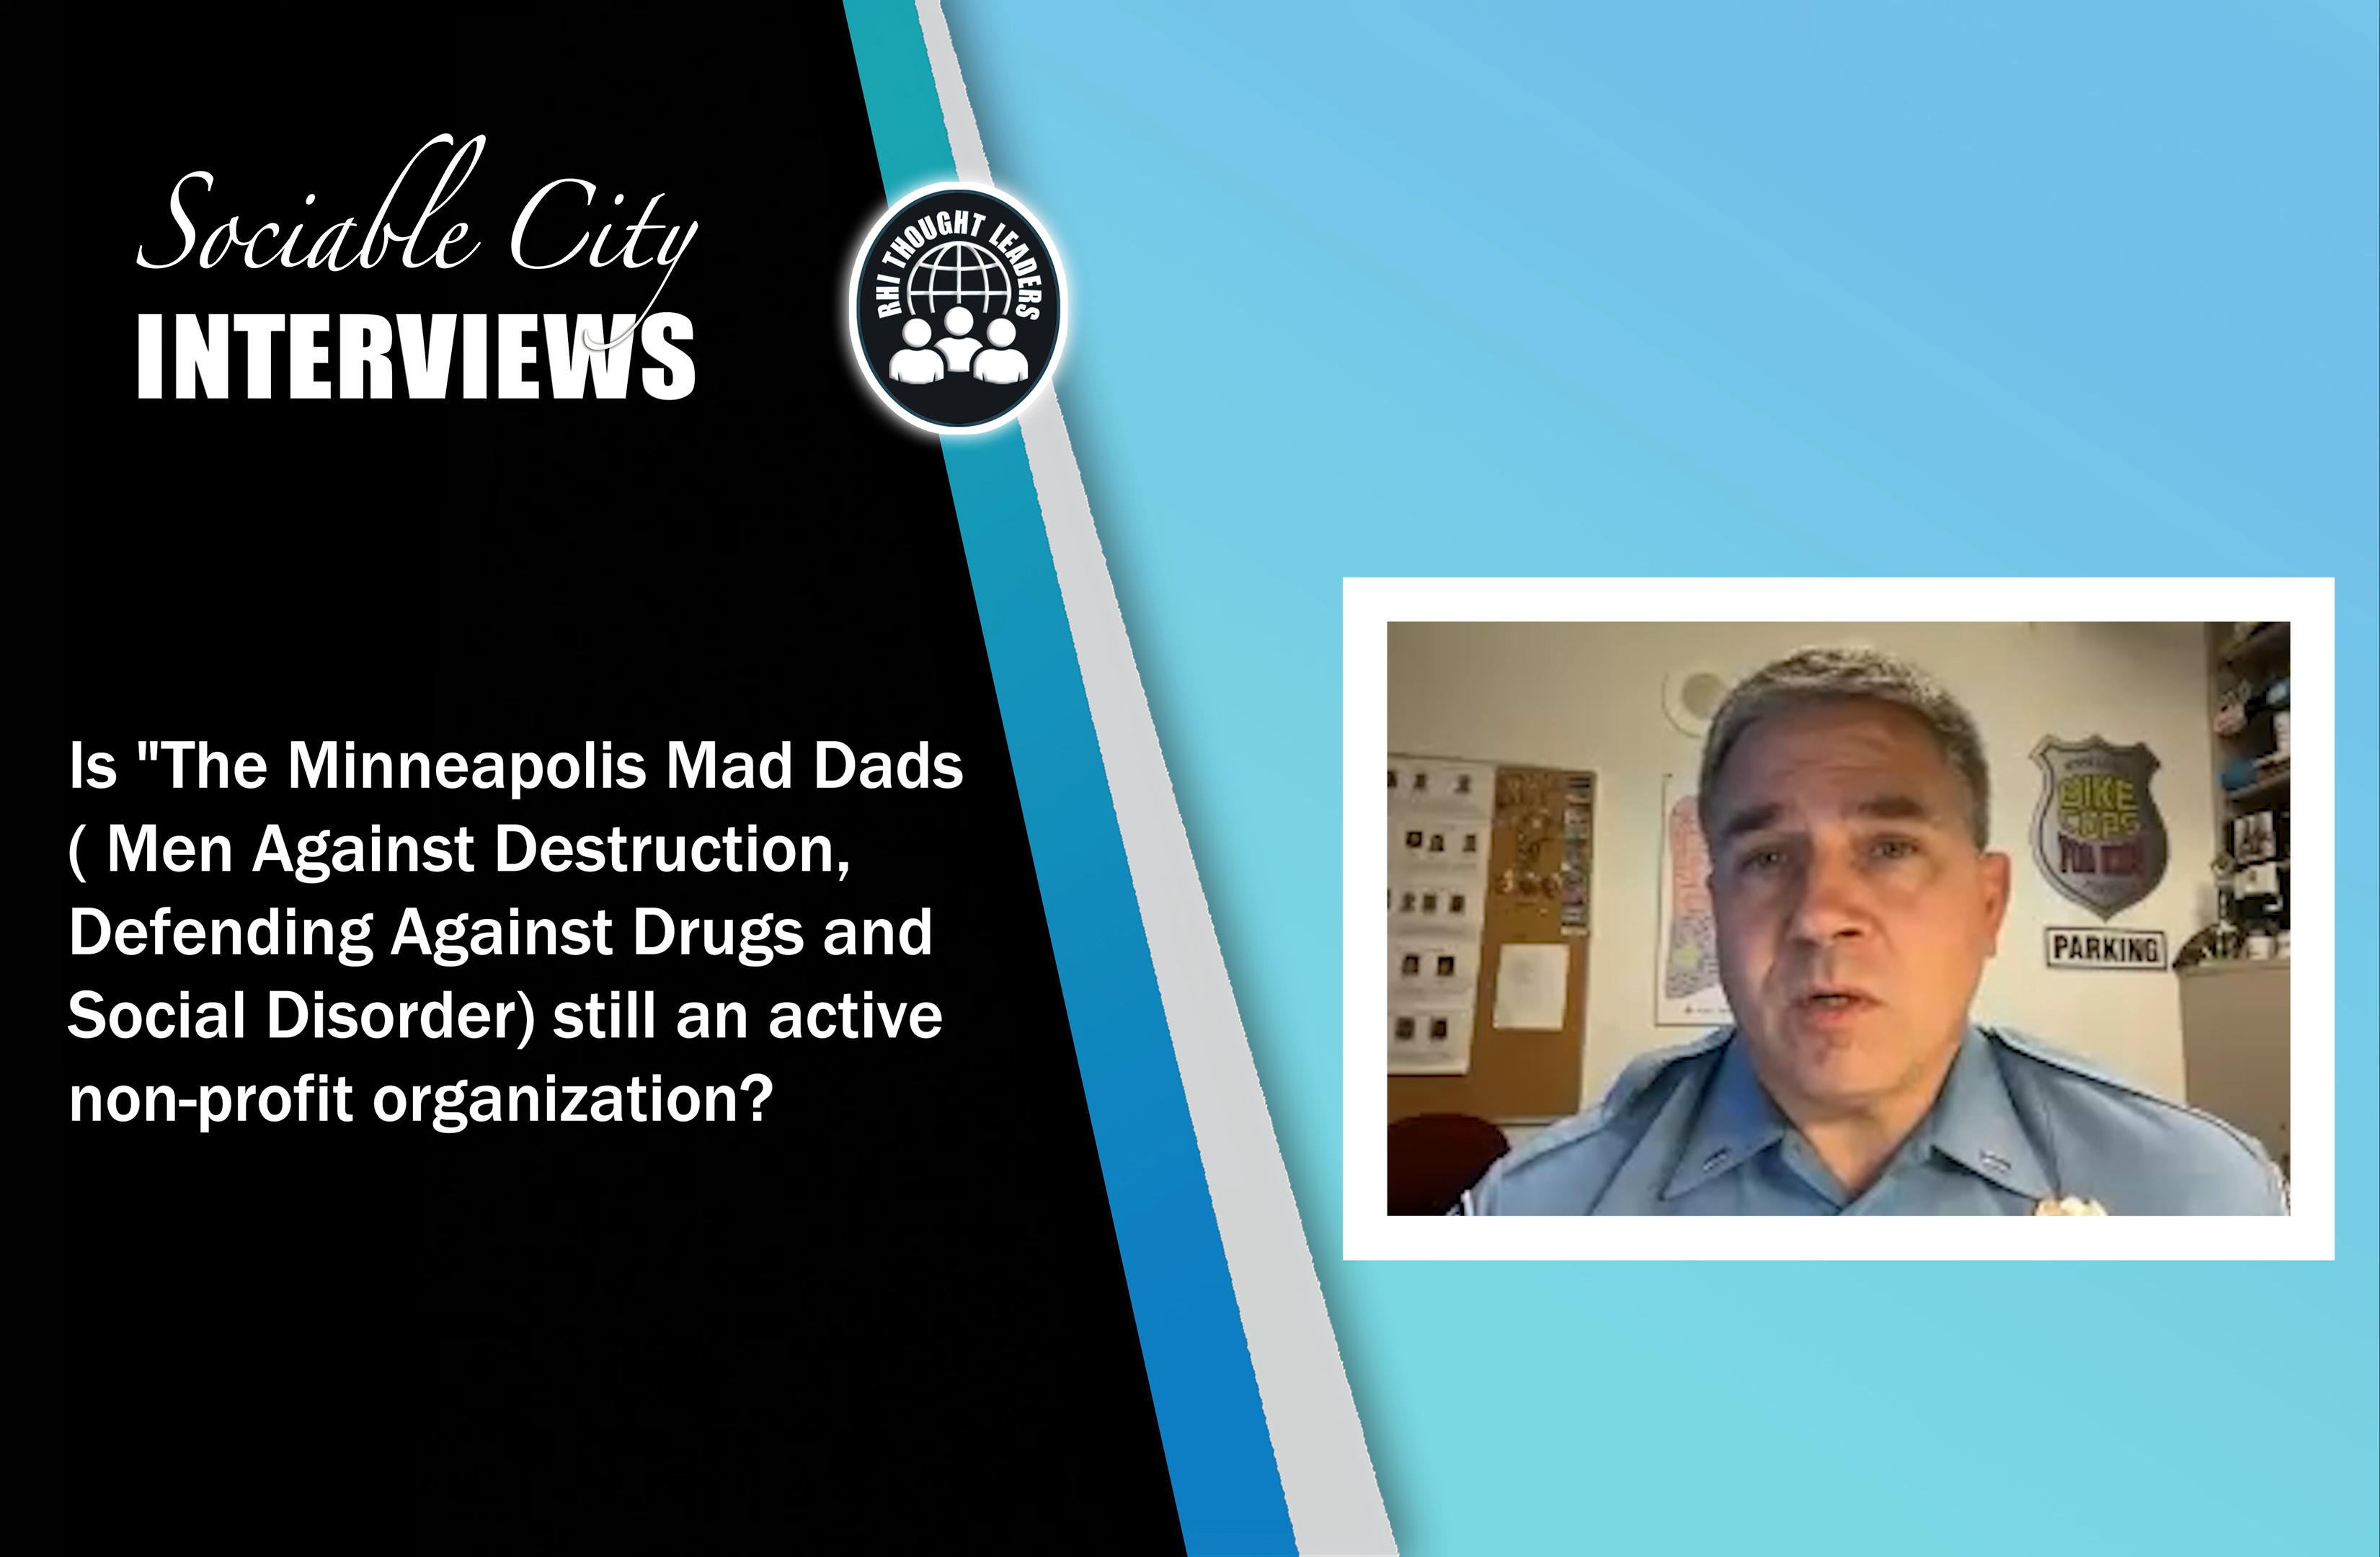 Sociable City
INTERVIEWS
RHI THOUGHT LEADERS
Is "The Minneapolis Mad Dads
( Men Against Destruction,
Defending Against Drugs and
Social Disorder) still an active
non-profit organization?
BIKE
COPS
PARKING